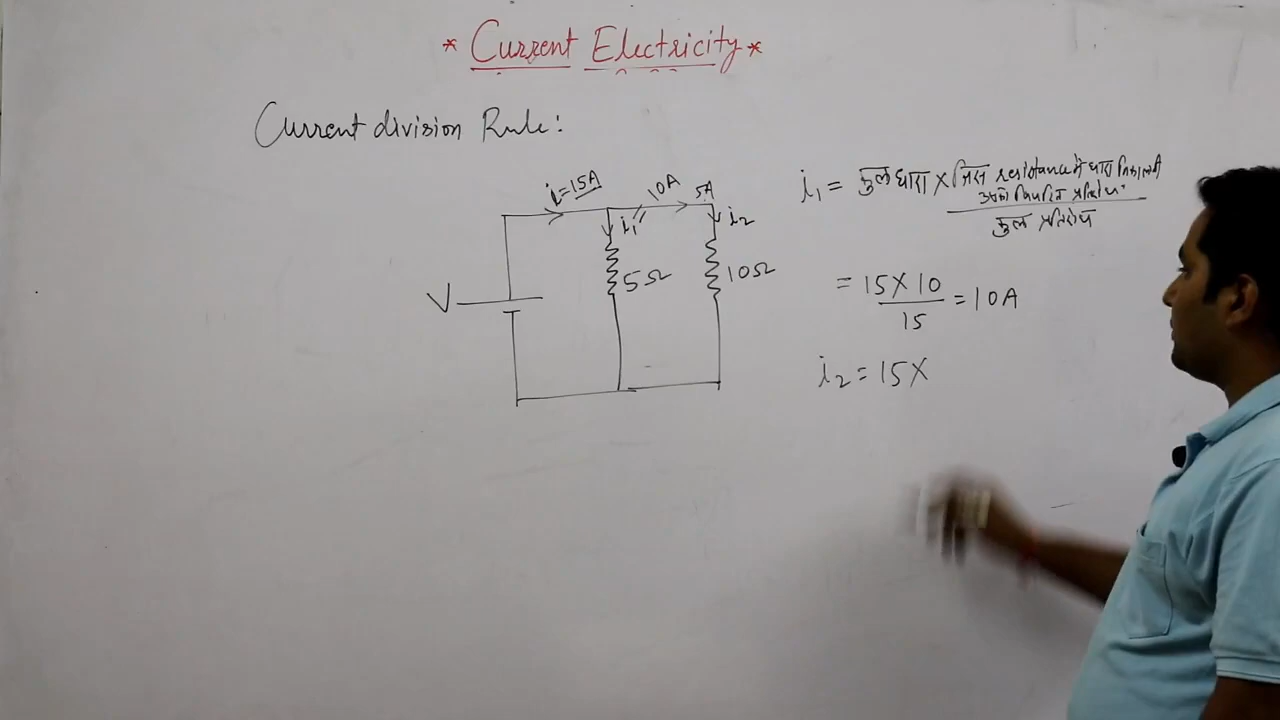 * Current Electricity *
Current division Rule:
i=15A
10A
5A
i₁
i₂
V
5Ω
10Ω
i₁ = कुल धारा × जिस resistance में धारा निकालनी
उसके विपरित प्रतिरोध
कुल प्रतिरोध
= 15 × 10
15
= 10A
i₂ = 15 ×